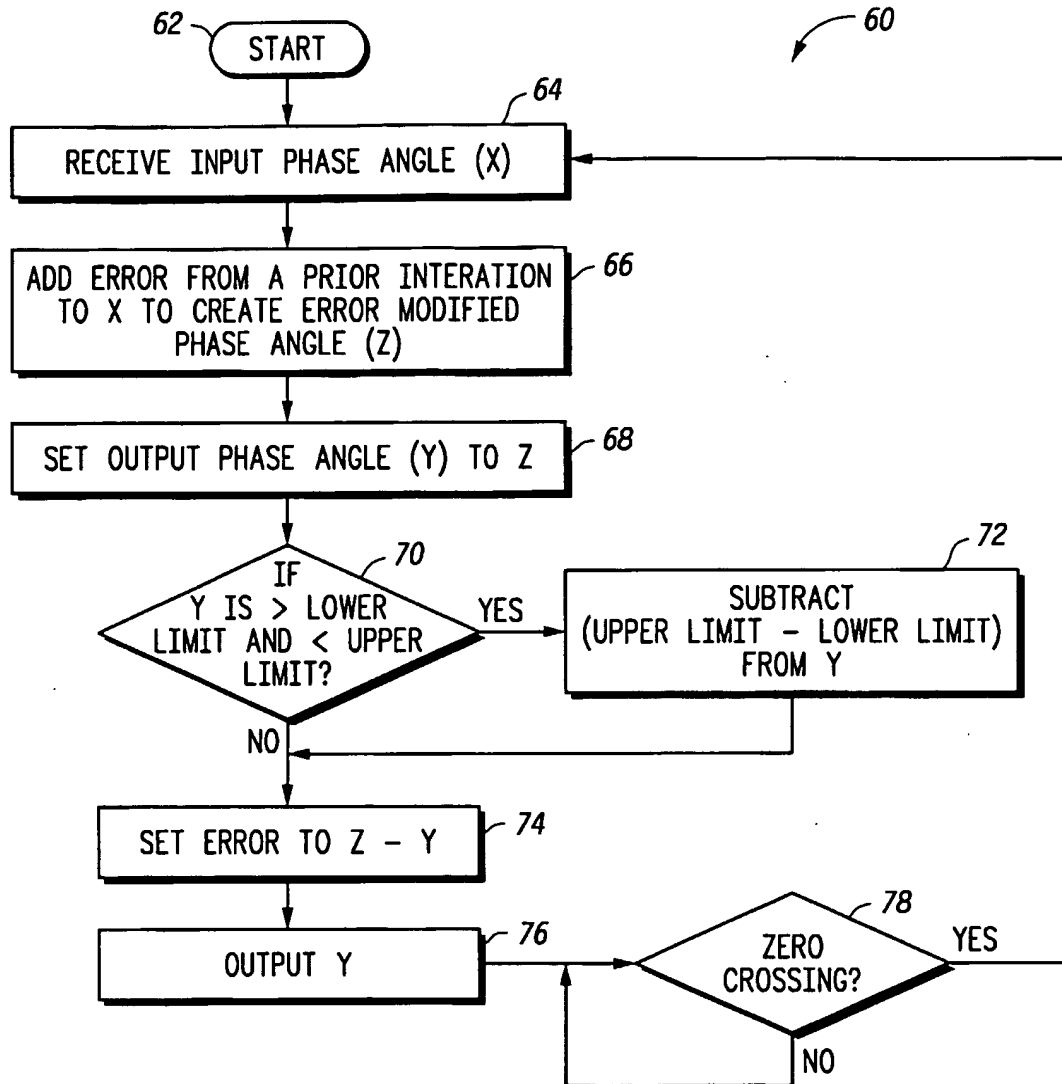 62
START
60
64
RECEIVE INPUT PHASE ANGLE (X)
ADD ERROR FROM A PRIOR INTERATION
TO X TO CREATE ERROR MODIFIED
PHASE ANGLE (Z)
66
SET OUTPUT PHASE ANGLE (Y) TO Z
68
70
IF
Y IS > LOWER
LIMIT AND < UPPER
LIMIT?
YES
72
SUBTRACT
(UPPER LIMIT - LOWER LIMIT)
FROM Y
NO
SET ERROR TO Z - Y
74
OUTPUT Y
76
78
ZERO
CROSSING?
YES
NO